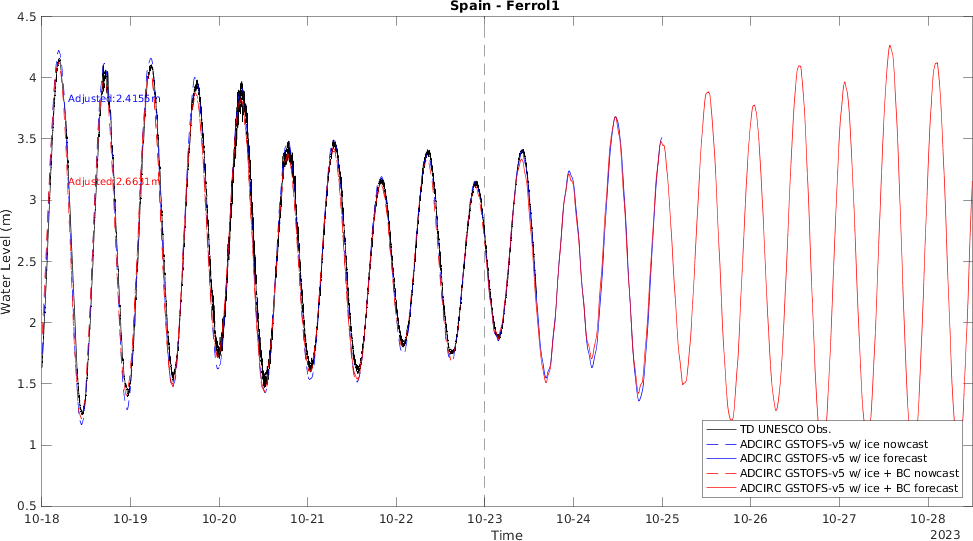 Spain - Ferrol1
4.5
4
3.5
3
2.5
2
1.5
1
0.5
Water Level (m)
Adjusted:2.4155m
Adjusted:2.6631m
TD UNESCO Obs.
ADCIRC GSTOFS-v5 w/ ice nowcast
ADCIRC GSTOFS-v5 w/ ice forecast
ADCIRC GSTOFS-v5 w/ ice + BC nowcast
ADCIRC GSTOFS-v5 w/ ice + BC forecast
10-18 10-19 10-20 10-21 10-22 10-23 10-24 10-25 10-26 10-27 10-28
2023
Time